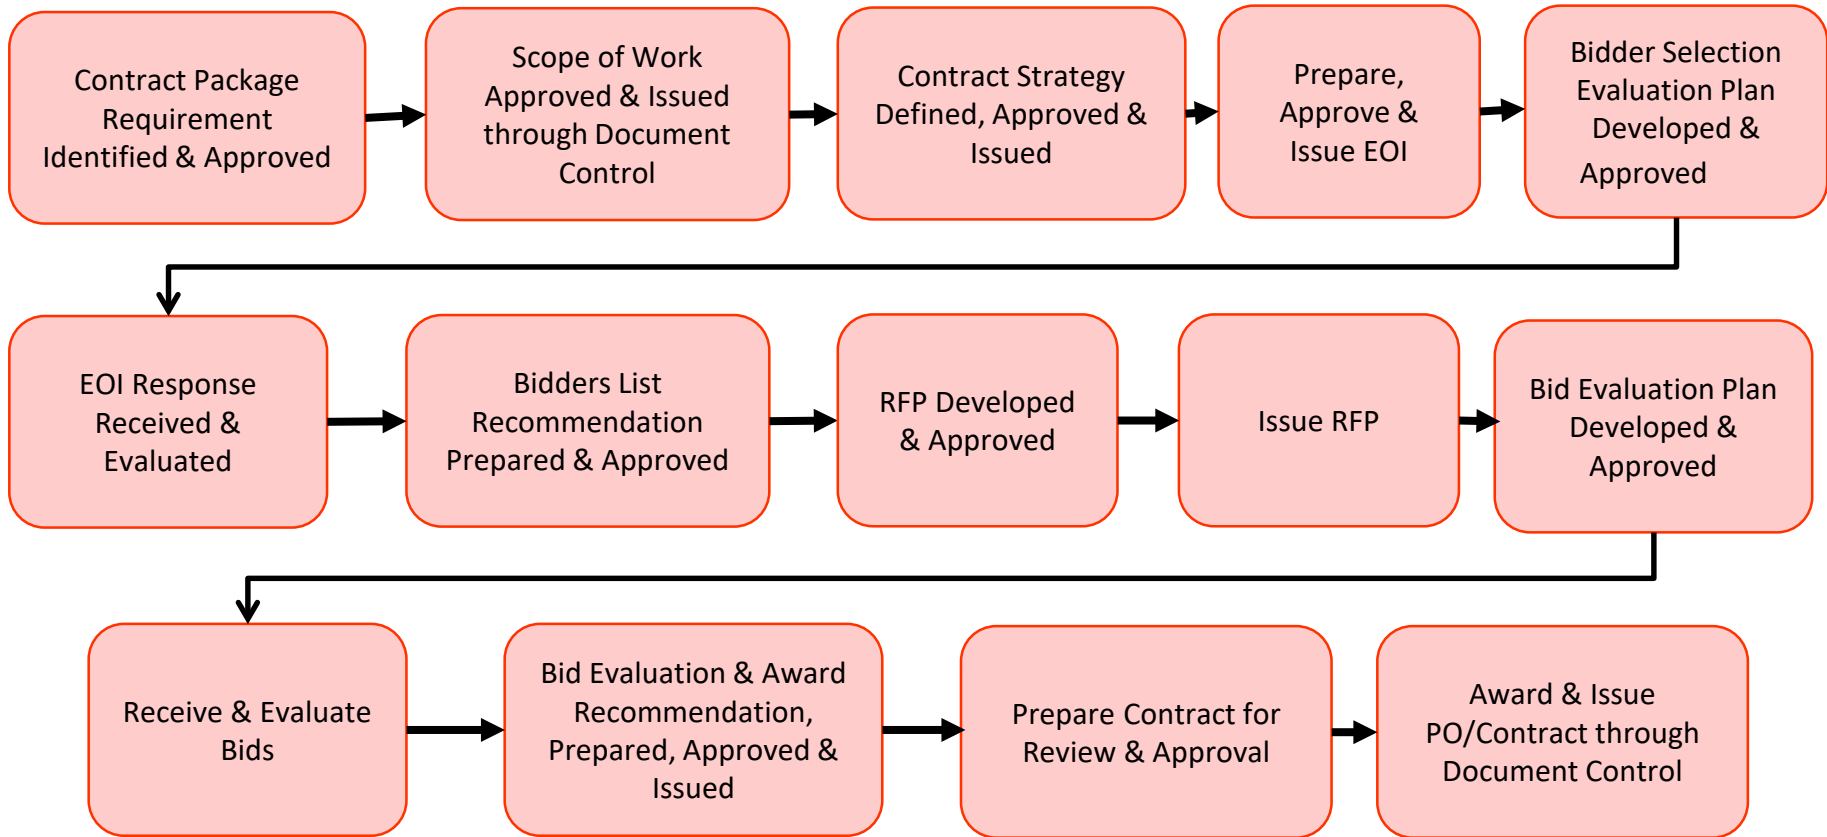 Contract Package
Requirement
Identified & Approved
Scope of Work
Approved & Issued
through Document
Control
Contract Strategy
Defined, Approved &
Issued
Prepare,
Approve &
Issue EOI
Bidder Selection
Evaluation Plan
Developed &
Approved
EOI Response
Received &
Evaluated
Bidders List
Recommendation
Prepared & Approved
RFP Developed
& Approved
Issue RFP
Bid Evaluation Plan
Developed &
Approved
Receive & Evaluate
Bids
Bid Evaluation & Award
Recommendation,
Prepared, Approved &
Issued
Prepare Contract for
Review & Approval
Award & Issue
PO/Contract through
Document Control